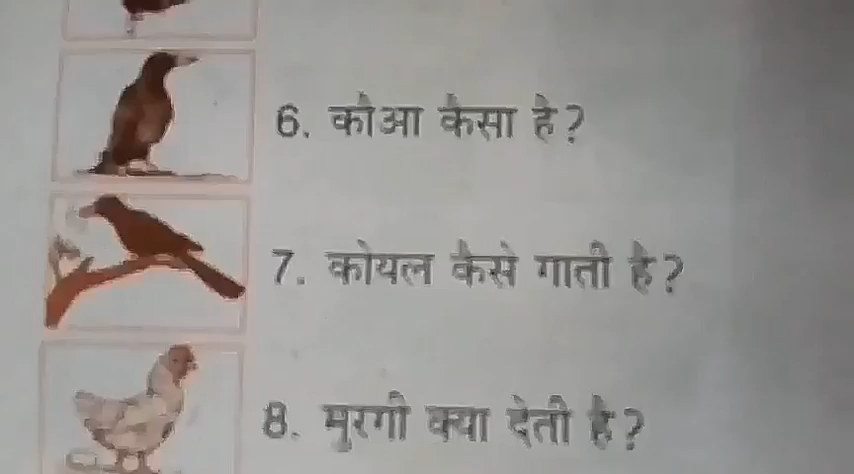 6. कौआ कैसा है?
7. कोयल कैसे गाती है?
8. मुरगी क्या देती है?